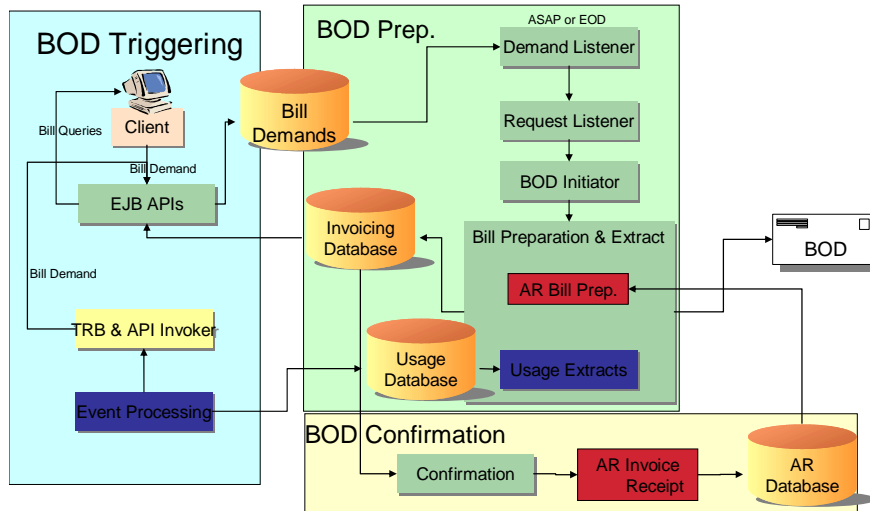 BOD Triggering
Client
Bill Queries
Bill Demand
EJB APIs
Bill Demand
TRB & API Invoker
Event Processing
BOD Prep.
ASAP or EOD
Demand Listener
Bill
Demands
Request Listener
BOD Initiator
Invoicing
Database
Bill Preparation & Extract
AR Bill Prep.
Usage
Database
Usage Extracts
BOD
BOD Confirmation
Confirmation
AR Invoice
Receipt
AR
Database